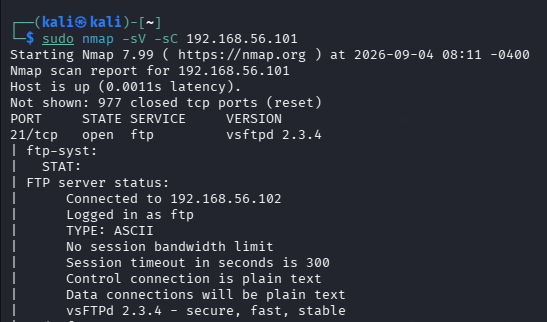 ┌──(kali㉿kali)-[~]
└─$ sudo nmap -sV -sC 192.168.56.101
Starting Nmap 7.99 ( https://nmap.org ) at 2026-09-04 08:11 -0400
Nmap scan report for 192.168.56.101
Host is up (0.0011s latency).
Not shown: 977 closed tcp ports (reset)
PORT     STATE SERVICE     VERSION
21/tcp   open  ftp         vsftpd 2.3.4
| ftp-syst:
|   STAT:
| FTP server status:
|      Connected to 192.168.56.102
|      Logged in as ftp
|      TYPE: ASCII
|      No session bandwidth limit
|      Session timeout in seconds is 300
|      Control connection is plain text
|      Data connections will be plain text
|      vsFTPd 2.3.4 - secure, fast, stable